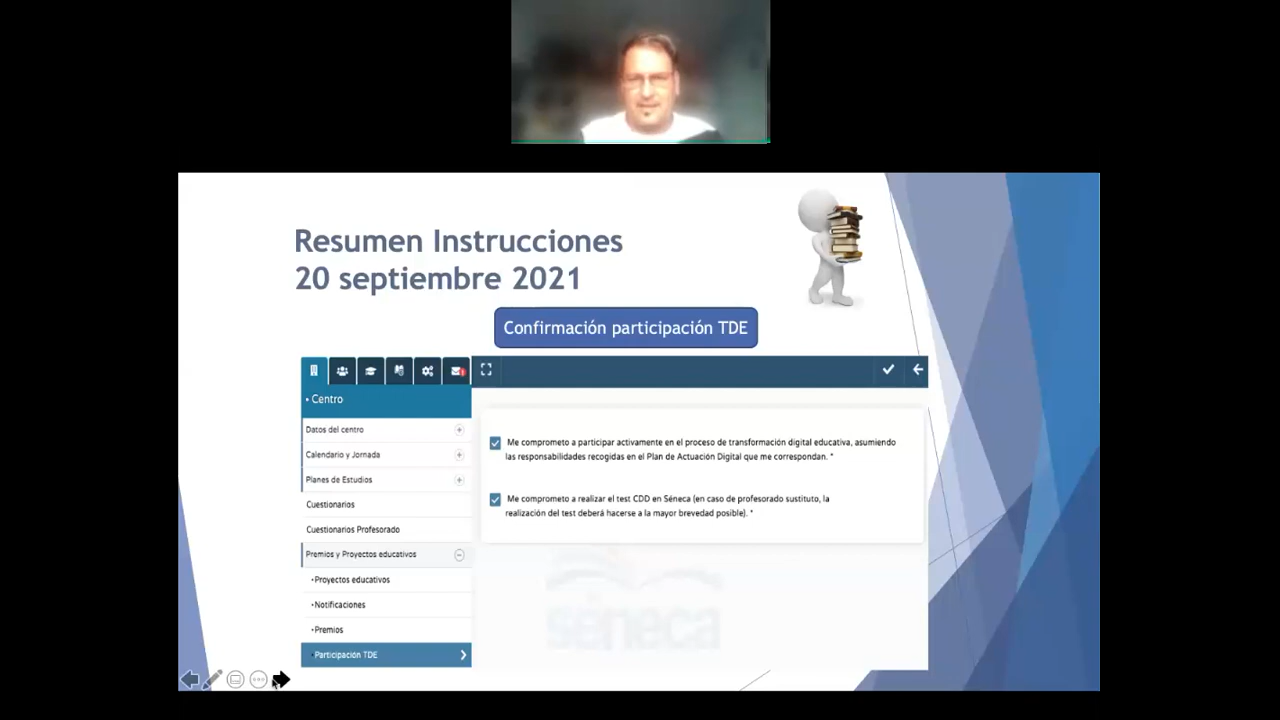 Resumen Instrucciones
20 septiembre 2021
Confirmación participación TDE
• Centro
Datos del centro
Calendario y Jornada
Planes de Estudios
Cuestionarios
Cuestionarios Profesorado
Premios y Proyectos educativos
•Proyectos educativos
•Notificaciones
•Premios
•Participación TDE
Me comprometo a participar activamente en el proceso de transformación digital educativa, asumiendo
las responsabilidades recogidas en el Plan de Actuación Digital que me correspondan. *
Me comprometo a realizar el test CDD en Séneca (en caso de profesorado sustituto, la
realización del test deberá hacerse a la mayor brevedad posible). *
séneca